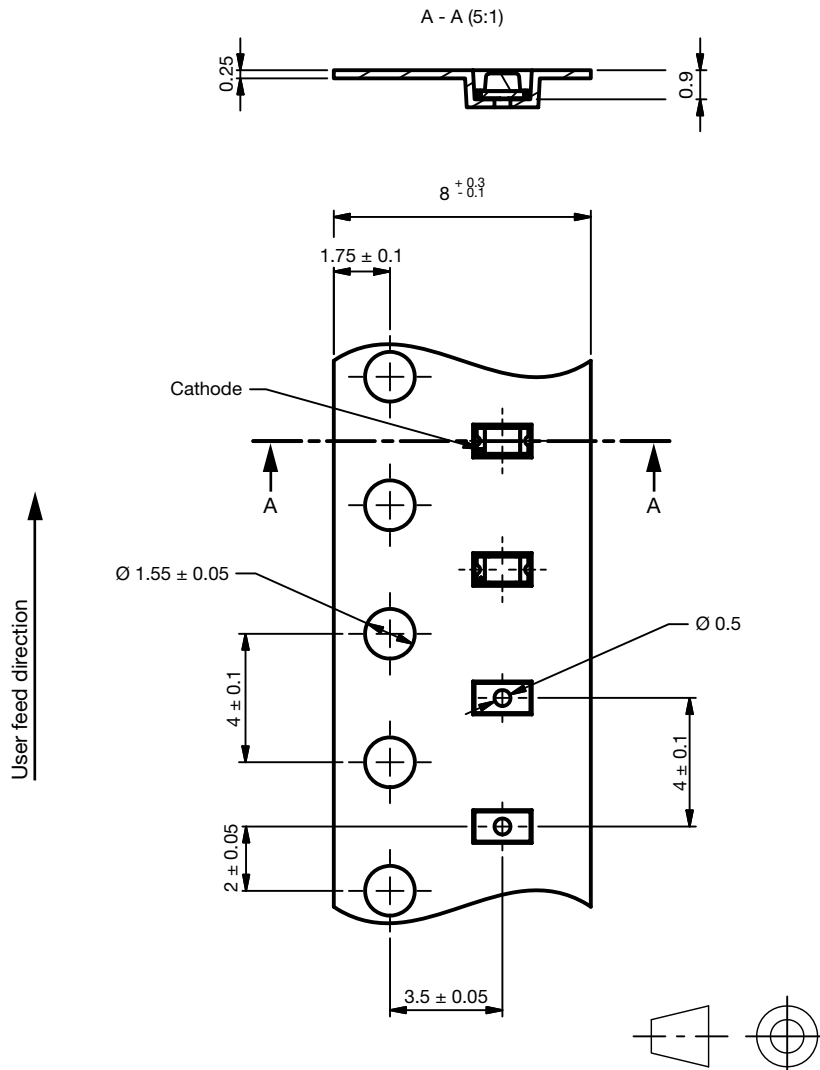 A - A (5:1)
0.25
0.9
8 + 0.3 - 0.1
1.75 ± 0.1
Cathode
A
A
Ø 1.55 ± 0.05
Ø 0.5
User feed direction
4 ± 0.1
4 ± 0.1
2 ± 0.05
3.5 ± 0.05